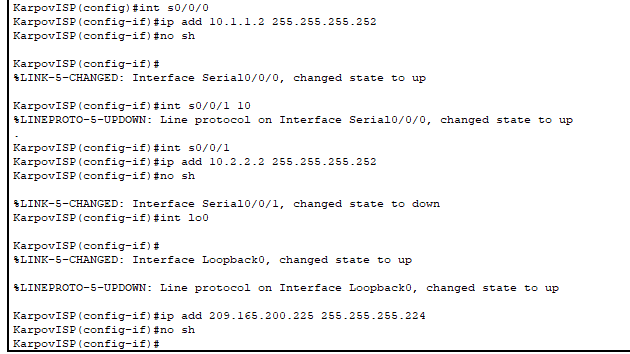 KarpovISP(config)#int s0/0/0
KarpovISP(config-if)#ip add 10.1.1.2 255.255.255.252
KarpovISP(config-if)#no sh
KarpovISP(config-if)#
%LINK-5-CHANGED: Interface Serial0/0/0, changed state to up
KarpovISP(config-if)#int s0/0/1 10
%LINEPROTO-5-UPDOWN: Line protocol on Interface Serial0/0/0, changed state to up
.
KarpovISP(config-if)#int s0/0/1
KarpovISP(config-if)#ip add 10.2.2.2 255.255.255.252
KarpovISP(config-if)#no sh
%LINK-5-CHANGED: Interface Serial0/0/1, changed state to down
KarpovISP(config-if)#int lo0
KarpovISP(config-if)#
%LINK-5-CHANGED: Interface Loopback0, changed state to up
%LINEPROTO-5-UPDOWN: Line protocol on Interface Loopback0, changed state to up
KarpovISP(config-if)#ip add 209.165.200.225 255.255.255.224
KarpovISP(config-if)#no sh
KarpovISP(config-if)#